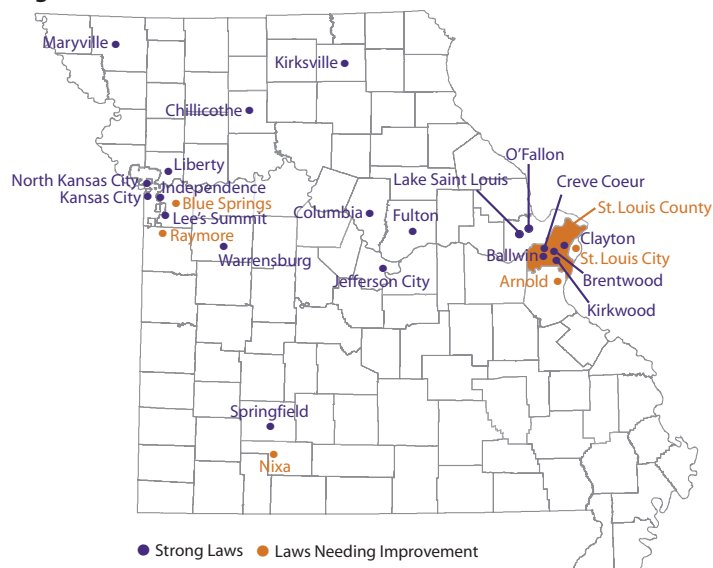 Maryville
Kirksville
Chillicothe
O’Fallon
Liberty
Lake Saint Louis
Creve Coeur
North Kansas City
Independence
Kansas City
Blue Springs
St. Louis County
Lee’s Summit
Columbia
Fulton
Raymore
Clayton
Warrensburg
Ballwin
St. Louis City
Jefferson City
Arnold
Brentwood
Kirkwood
Springfield
Nixa
Strong Laws
Laws Needing Improvement